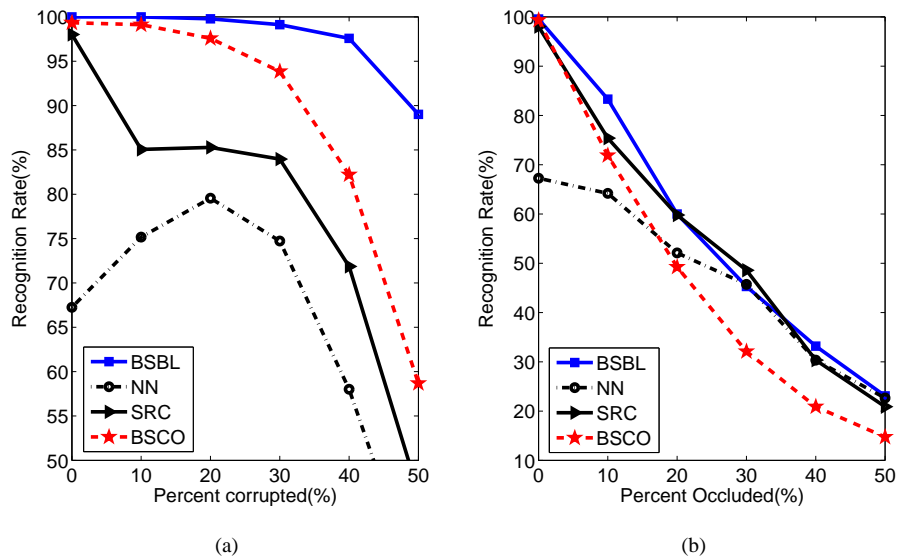 100
95
90
85
80
75
70
65
60
55
50
Recognition Rate(%)
BSBL
NN
SRC
BSCO
0 10 20 30 40 50
Percent corrupted(%)
(a)
100
90
80
70
60
50
40
30
20
10
Recognition Rate(%)
BSBL
NN
SRC
BSCO
0 10 20 30 40 50
Percent Occluded(%)
(b)